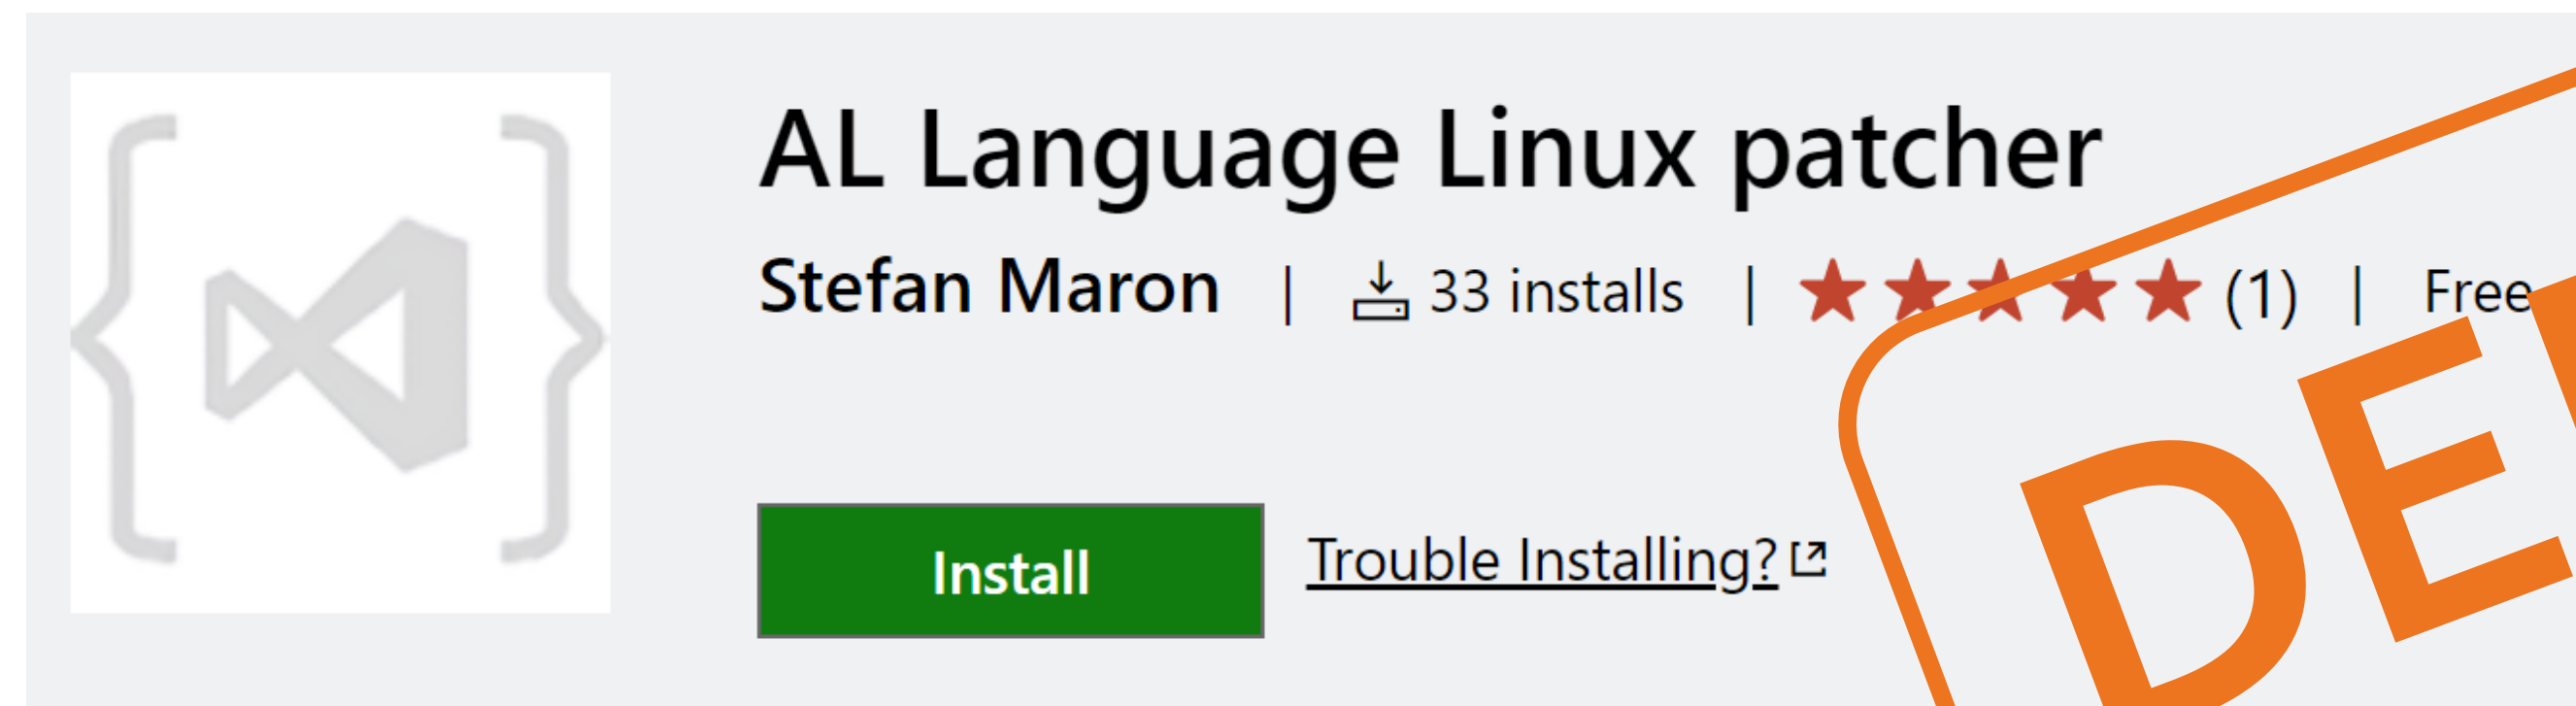 AL Language Linux patcher
Stefan Maron | 33 installs | (1) | Free
Install
Trouble Installing?
DE